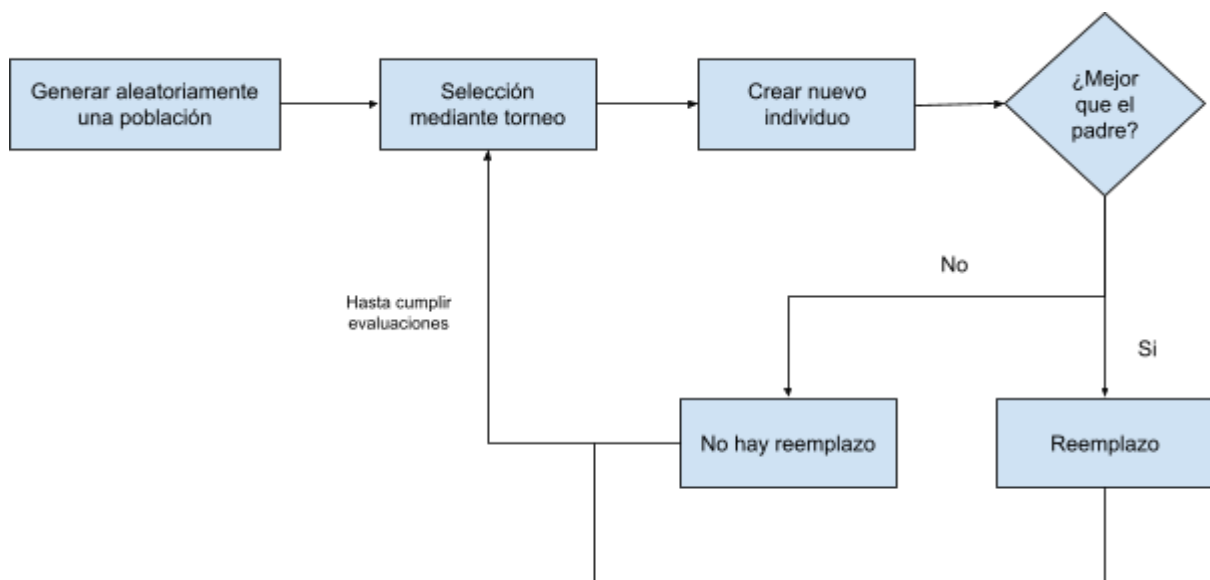 Generar aleatoriamente
una población
Selección
mediante torneo
Crear nuevo
individuo
¿Mejor
que el
padre?
No
Hasta cumplir
evaluaciones
Si
No hay reemplazo
Reemplazo